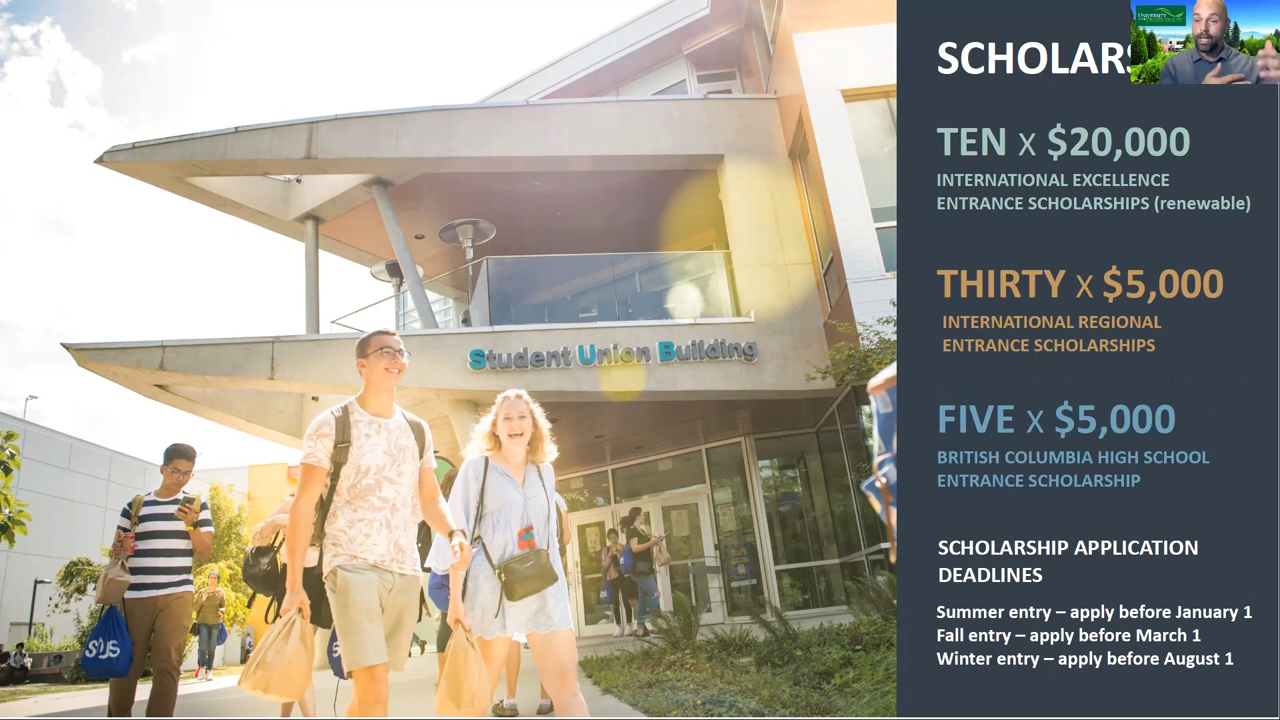 SCHOLARS
UNIVERSITY
TEN x $20,000
INTERNATIONAL EXCELLENCE
ENTRANCE SCHOLARSHIPS (renewable)
THIRTY x $5,000
INTERNATIONAL REGIONAL
ENTRANCE SCHOLARSHIPS
FIVE x $5,000
BRITISH COLUMBIA HIGH SCHOOL
ENTRANCE SCHOLARSHIP
SCHOLARSHIP APPLICATION
DEADLINES
Summer entry – apply before January 1
Fall entry – apply before March 1
Winter entry – apply before August 1
Student Union Building
SUS